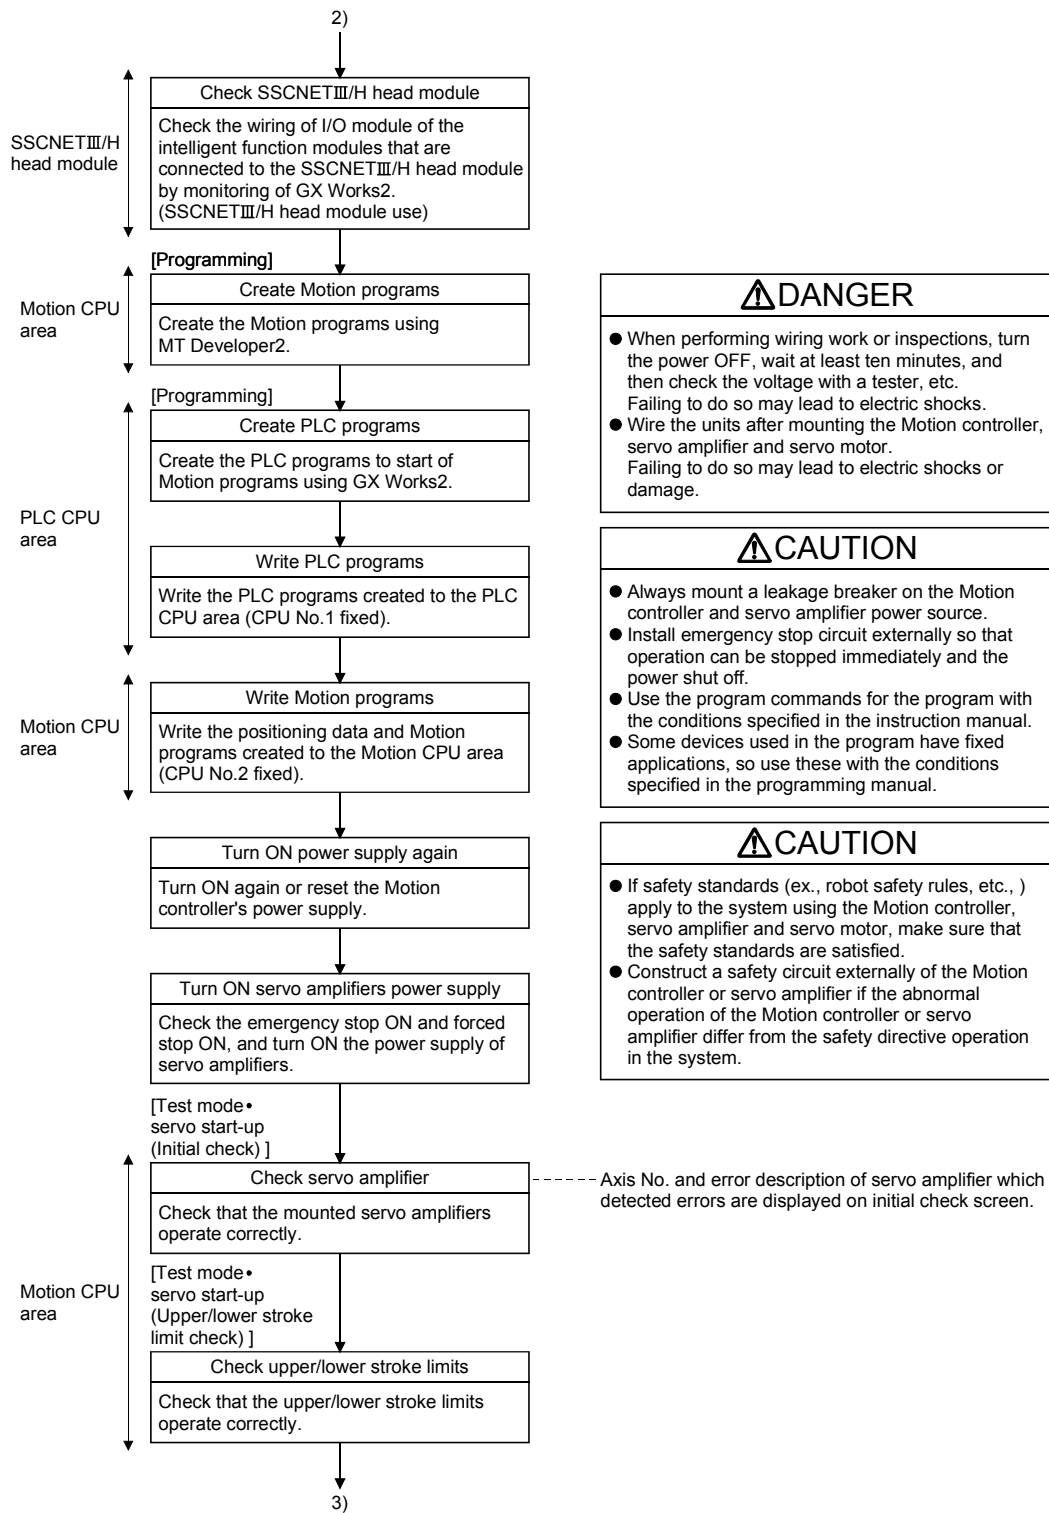 2)
SSCNETⅢ/H
head module
Check SSCNETⅢ/H head module
Check the wiring of I/O module of the
intelligent function modules that are
connected to the SSCNETⅢ/H head module
by monitoring of GX Works2.
(SSCNETⅢ/H head module use)
[Programming]
Motion CPU
area
Create Motion programs
Create the Motion programs using
MT Developer2.
[Programming]
PLC CPU
area
Create PLC programs
Create the PLC programs to start of
Motion programs using GX Works2.
Write PLC programs
Write the PLC programs created to the PLC
CPU area (CPU No.1 fixed).
Motion CPU
area
Write Motion programs
Write the positioning data and Motion
programs created to the Motion CPU area
(CPU No.2 fixed).
Turn ON power supply again
Turn ON again or reset the Motion
controller's power supply.
Turn ON servo amplifiers power supply
Check the emergency stop ON and forced
stop ON, and turn ON the power supply of
servo amplifiers.
[Test mode•
servo start-up
(Initial check) ]
Motion CPU
area
Check servo amplifier
Check that the mounted servo amplifiers
operate correctly.
Axis No. and error description of servo amplifier which
detected errors are displayed on initial check screen.
[Test mode•
servo start-up
(Upper/lower stroke
limit check) ]
Check upper/lower stroke limits
Check that the upper/lower stroke limits
operate correctly.
3)
⚠DANGER
● When performing wiring work or inspections, turn
the power OFF, wait at least ten minutes, and
then check the voltage with a tester, etc.
Failing to do so may lead to electric shocks.
● Wire the units after mounting the Motion controller,
servo amplifier and servo motor.
Failing to do so may lead to electric shocks or
damage.
⚠CAUTION
● Always mount a leakage breaker on the Motion
controller and servo amplifier power source.
● Install emergency stop circuit externally so that
operation can be stopped immediately and the
power shut off.
● Use the program commands for the program with
the conditions specified in the instruction manual.
● Some devices used in the program have fixed
applications, so use these with the conditions
specified in the programming manual.
⚠CAUTION
● If safety standards (ex., robot safety rules, etc., )
apply to the system using the Motion controller,
servo amplifier and servo motor, make sure that
the safety standards are satisfied.
● Construct a safety circuit externally of the Motion
controller or servo amplifier if the abnormal
operation of the Motion controller or servo
amplifier differ from the safety directive operation
in the system.